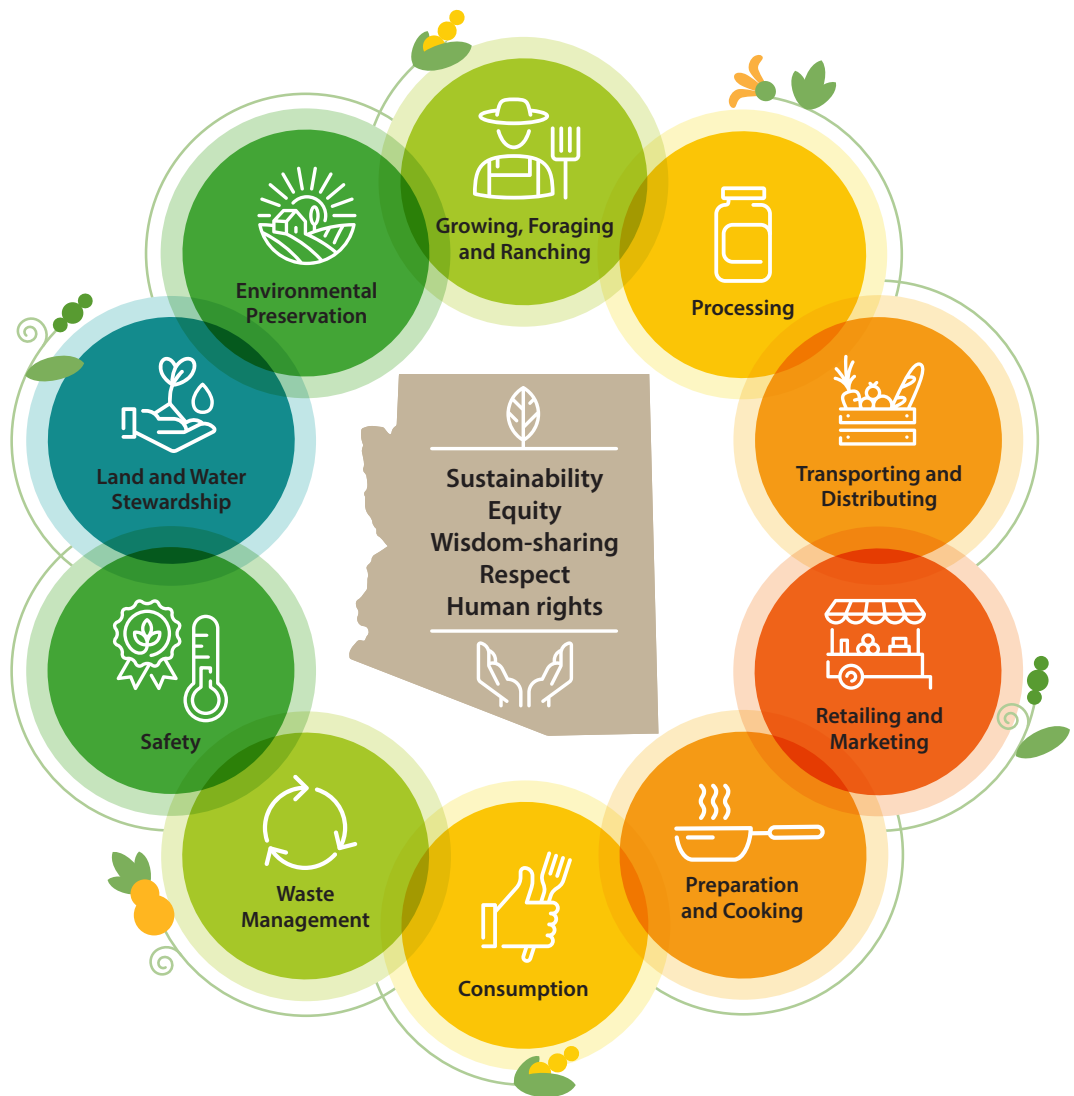 Growing, Foraging
and Ranching
Processing
Transporting and
Distributing
Retailing and
Marketing
Preparation
and Cooking
Consumption
Waste
Management
Safety
Land and Water
Stewardship
Environmental
Preservation
Sustainability
Equity
Wisdom-sharing
Respect
Human rights